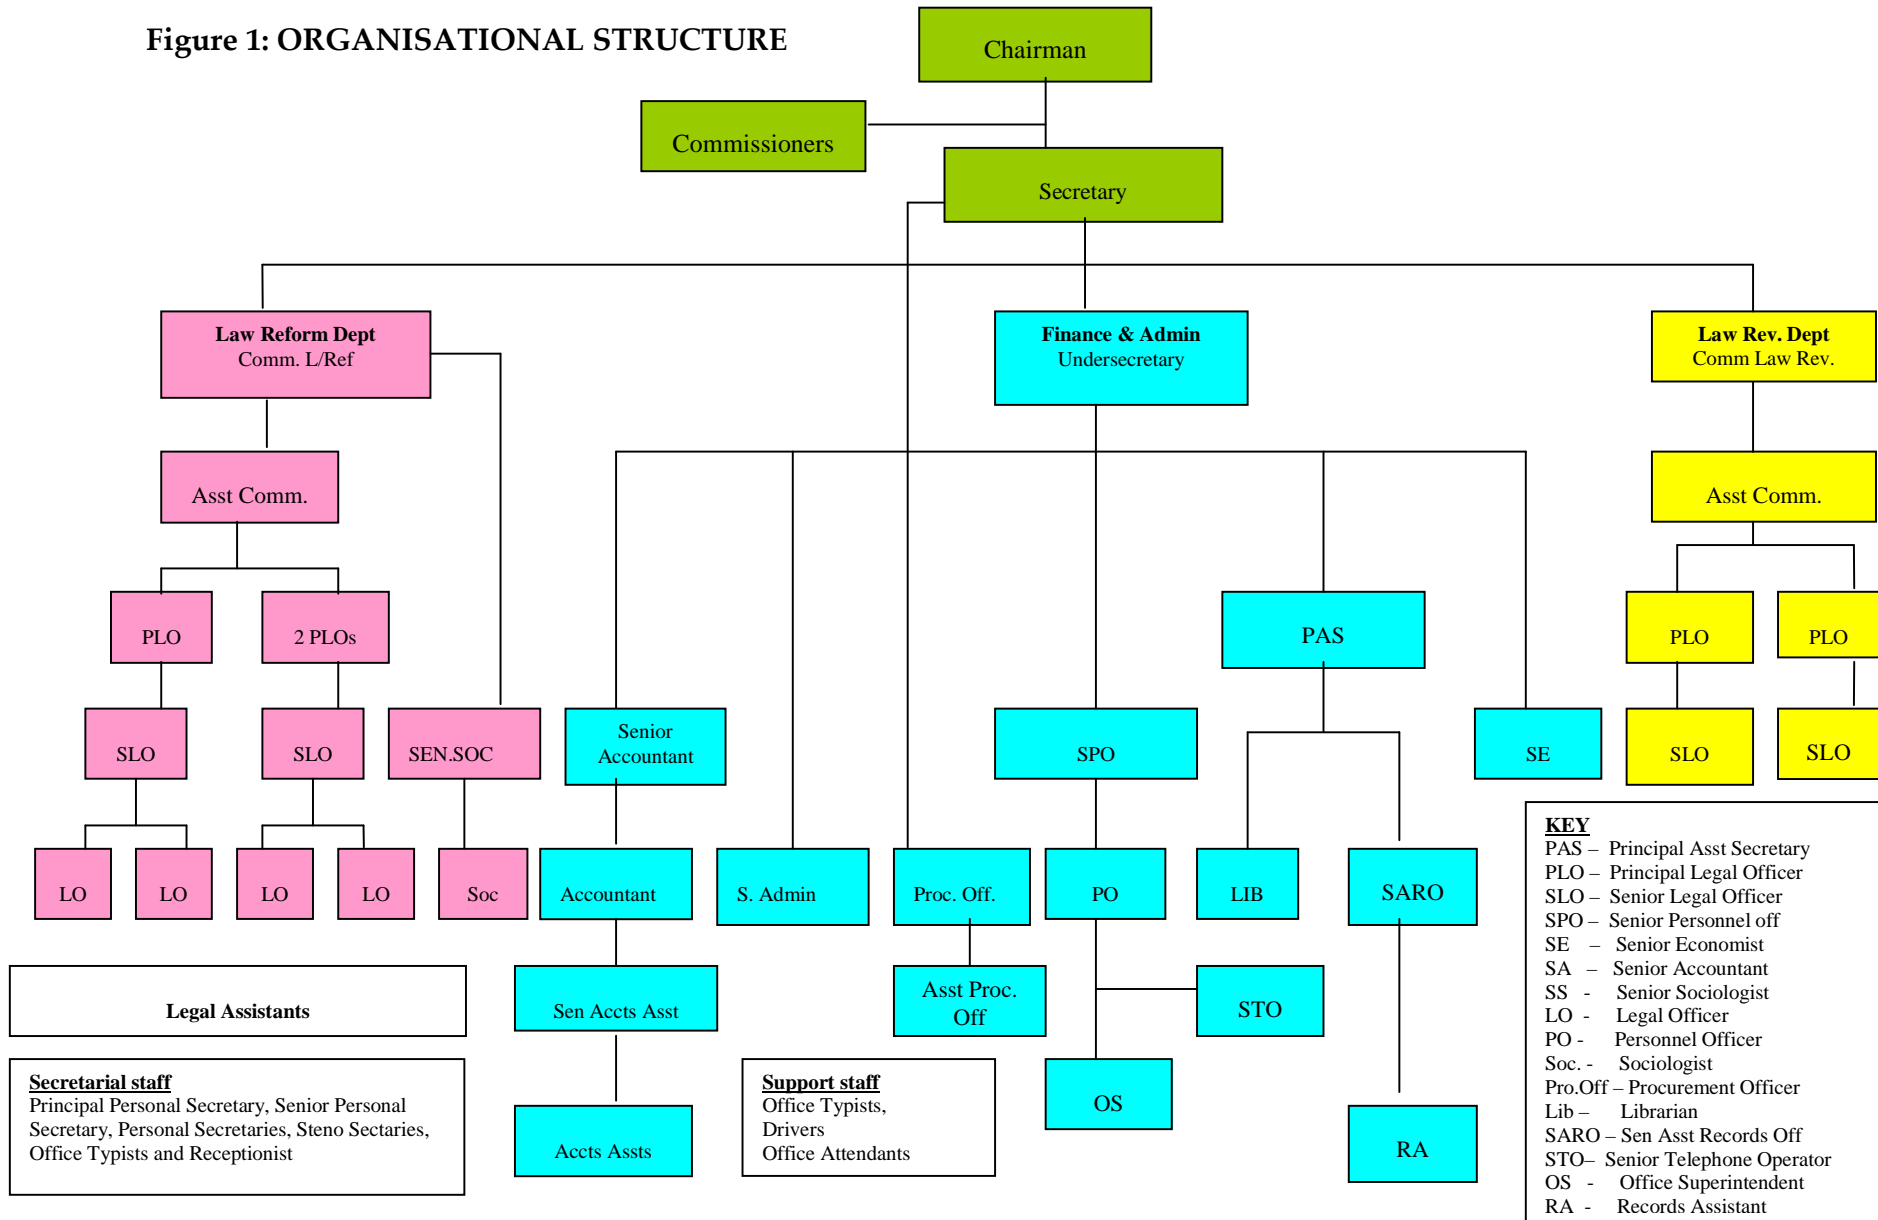 Figure 1: ORGANISATIONAL STRUCTURE
Chairman
Commissioners
Secretary
Law Reform Dept
Comm. L/Ref
Finance & Admin
Undersecretary
Law Rev. Dept
Comm Law Rev.
Asst Comm.
Asst Comm.
PLO
2 PLOs
PAS
PLO
PLO
SLO
SLO
SEN.SOC
Senior
Accountant
SPO
SE
SLO
SLO
LO
LO
LO
LO
Soc
Accountant
S. Admin
Proc. Off.
PO
LIB
SARO
Legal Assistants
Sen Accts Asst
Asst Proc.
Off
STO
Secretarial staff
Principal Personal Secretary, Senior Personal
Secretary, Personal Secretaries, Steno Sectaries,
Office Typists and Receptionist
Accts Assts
Support staff
Office Typists,
Drivers
Office Attendants
OS
RA
KEY
PAS – Principal Asst Secretary
PLO – Principal Legal Officer
SLO – Senior Legal Officer
SPO – Senior Personnel off
SE – Senior Economist
SA – Senior Accountant
SS - Senior Sociologist
LO - Legal Officer
PO - Personnel Officer
Soc. - Sociologist
Pro.Off – Procurement Officer
Lib – Librarian
SARO – Sen Asst Records Off
STO– Senior Telephone Operator
OS - Office Superintendent
RA - Records Assistant